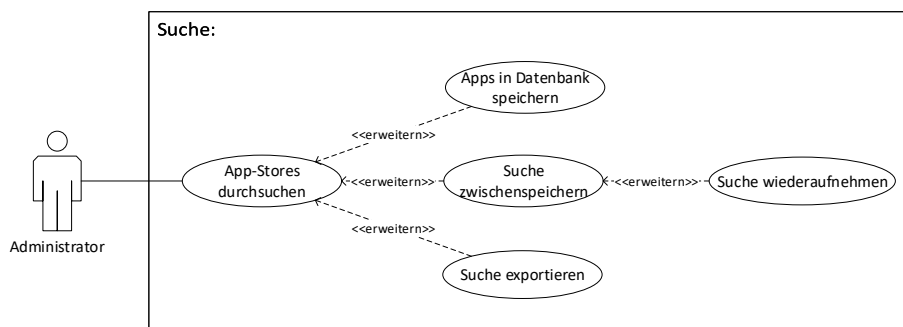 Suche:
Apps in Datenbank
speichern
<<erweitern>>
App-Stores
durchsuchen
<<erweitern>>
Suche
zwischenspeichern
<<erweitern>>
Suche wiederaufnehmen
<<erweitern>>
Administrator
Suche exportieren